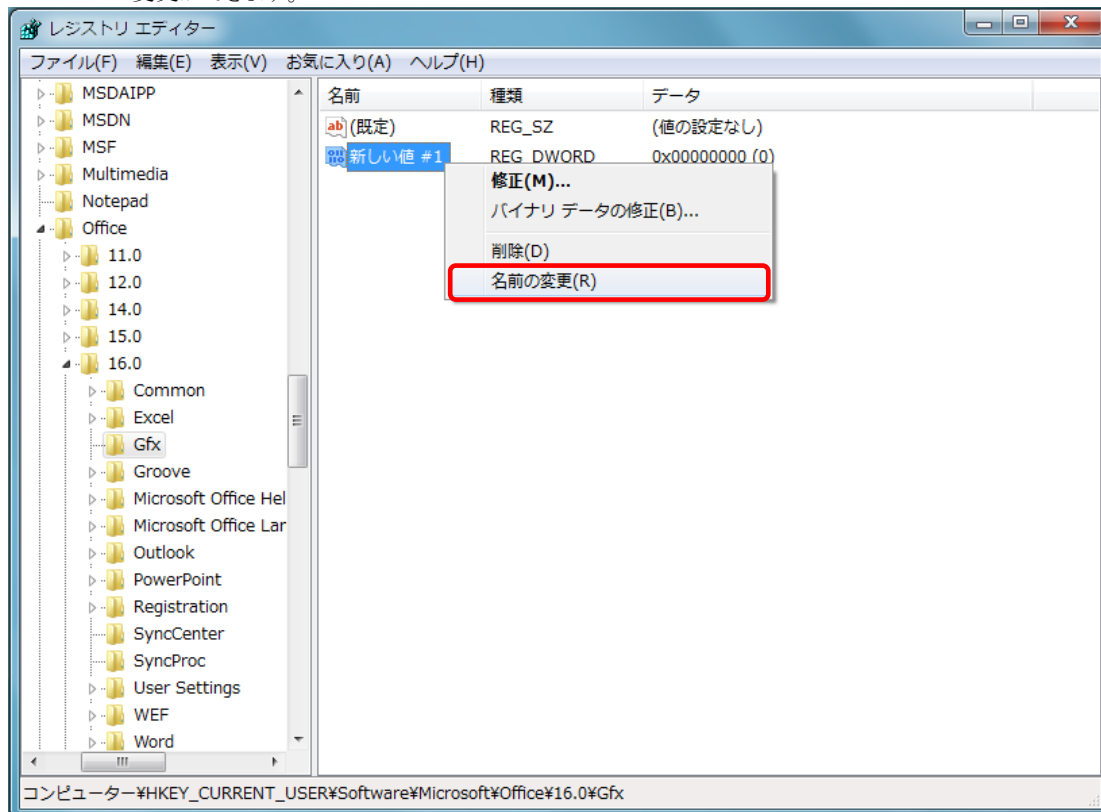 レジストリ エディター
ファイル(F) 編集(E) 表示(V) お気に入り(A) ヘルプ(H)
MSDAIPP
MSDN
MSF
Multimedia
Notepad
Office
11.0
12.0
14.0
15.0
16.0
Common
Excel
Gfx
Groove
Microsoft Office Hel
Microsoft Office Lar
Outlook
PowerPoint
Registration
SyncCenter
SyncProc
User Settings
WEF
Word
名前 種類 データ
(既定) REG_SZ (値の設定なし)
新しい値 #1 REG_DWORD 0x00000000 (0)
修正(M)...
バイナリ データの修正(B)...
削除(D)
名前の変更(R)
コンピューター¥HKEY_CURRENT_USER¥Software¥Microsoft¥Office¥16.0¥Gfx